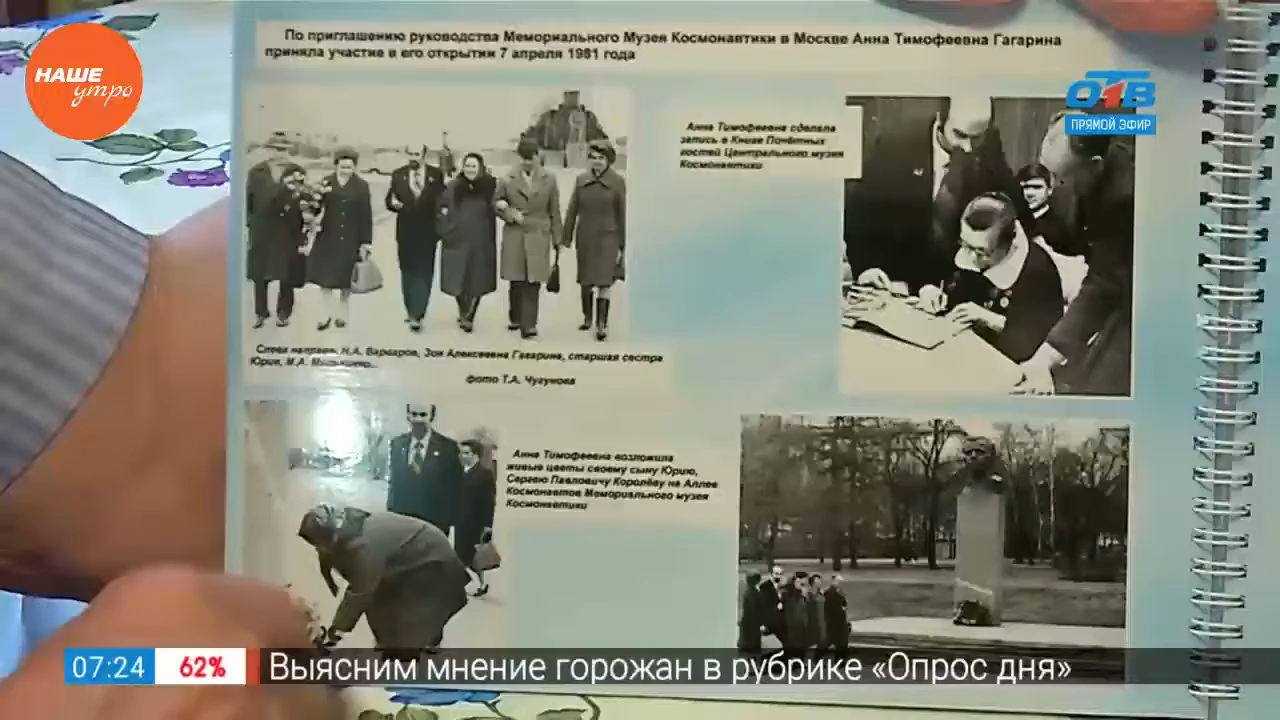 НАШЕ
утро
По приглашению руководства Мемориального Музея Космонавтики в Москве Анна Тимофеевна Гагарина
приняла участие в его открытии 7 апреля 1981 года
ОТВ
ПРЯМОЙ ЭФИР
Анна Тимофеевна сделала
запись в Книге Почётных
гостей Центрального музея
Космонавтики
Слева направо: Н.А. Варваров, Зоя Алексеевна Гагарина, старшая сестра
Юрия, М.А.
фото Т.А. Чугунова
Анна Тимофеевна возложила
живые цветы своему сыну Юрию,
Сергею Павловичу Королёву на Аллее
Космонавтов Мемориального музея
Космонавтики
07:24 62% Выясним мнение горожан в рубрике «Опрос дня»